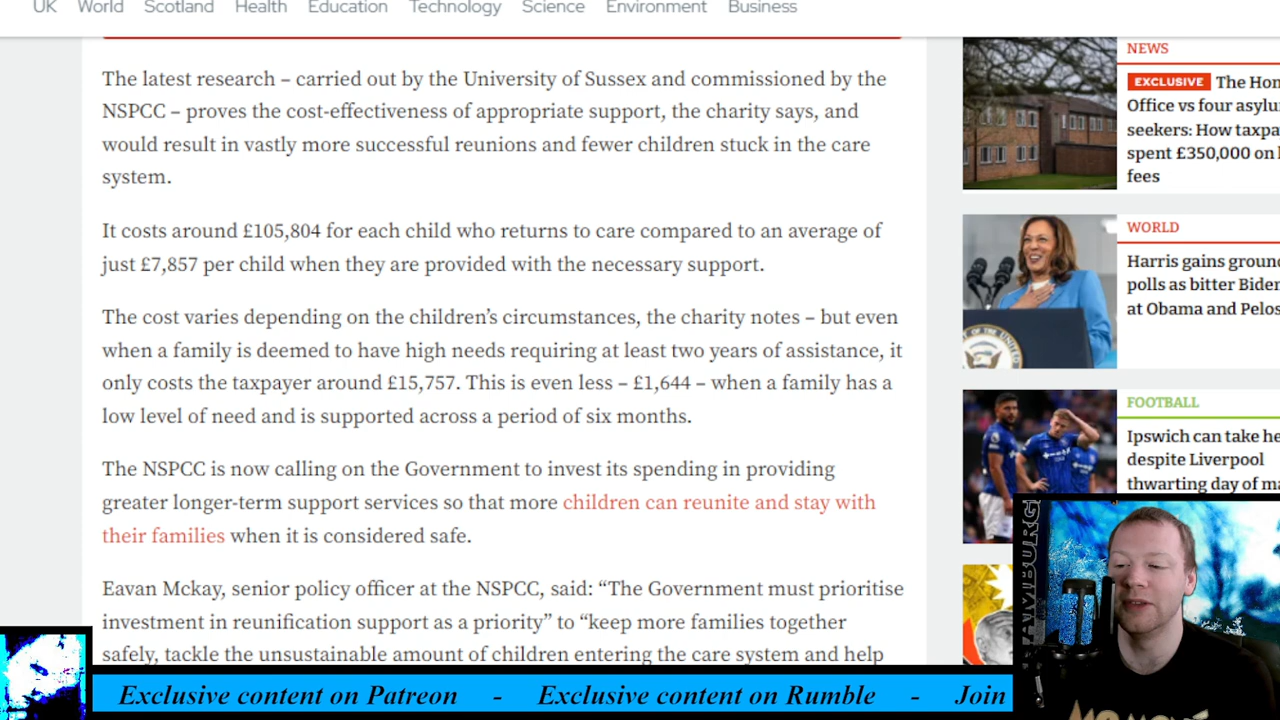 UK World Scotland Health Education Technology Science Environment Business
The latest research – carried out by the University of Sussex and commissioned by the
NSPCC – proves the cost-effectiveness of appropriate support, the charity says, and
would result in vastly more successful reunions and fewer children stuck in the care
system.
It costs around £105,804 for each child who returns to care compared to an average of
just £7,857 per child when they are provided with the necessary support.
The cost varies depending on the children’s circumstances, the charity notes – but even
when a family is deemed to have high needs requiring at least two years of assistance, it
only costs the taxpayer around £15,757. This is even less – £1,644 – when a family has a
low level of need and is supported across a period of six months.
The NSPCC is now calling on the Government to invest its spending in providing
greater longer-term support services so that more children can reunite and stay with
their families when it is considered safe.
Eavan Mckay, senior policy officer at the NSPCC, said: “The Government must prioritise
investment in reunification support as a priority” to “keep more families together
safely, tackle the unsustainable amount of children entering the care system and help
NEWS
EXCLUSIVE The Hom
Office vs four asylu
seekers: How taxpa
spent £350,000 on
fees
WORLD
Harris gains ground
polls as bitter Biden
at Obama and Pelos
FOOTBALL
Ipswich can take he
despite Liverpool
thwarting day of ma
Exclusive content on Patreon - Exclusive content on Rumble - Join